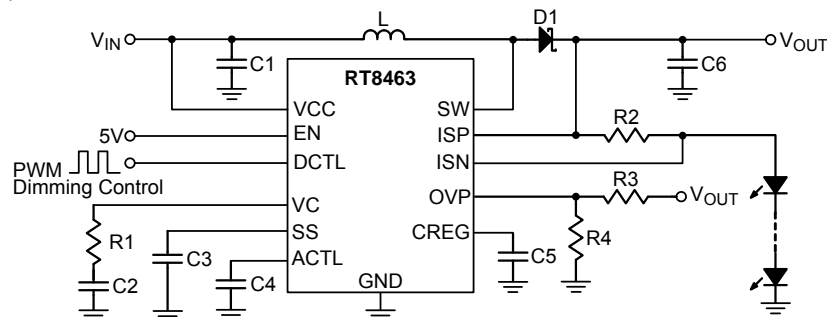 L
D1
VIN
VOUT
C1
C6
RT8463
VCC
SW
R2
5V
EN
ISP
PWM
Dimming Control
DCTL
ISN
R3
VC
OVP
VOUT
R1
SS
CREG
R4
C3
C5
ACTL
C2
C4
GND